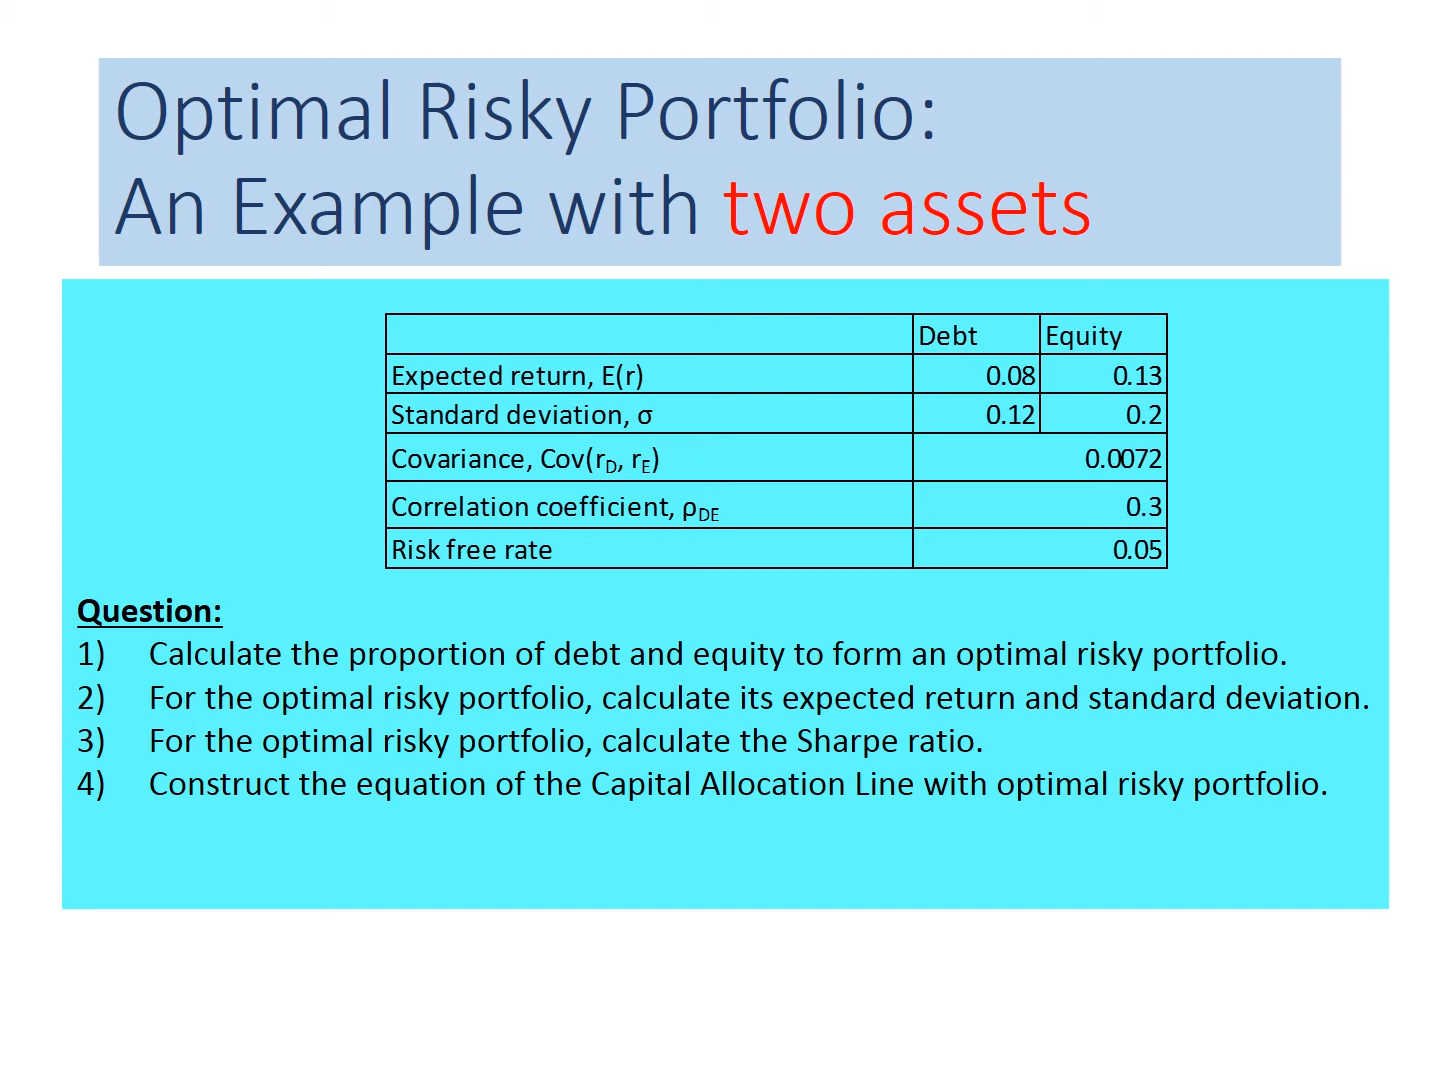 Optimal Risky Portfolio:
An Example with two assets
Debt Equity
Expected return, E(r) 0.08 0.13
Standard deviation, σ 0.12 0.2
Covariance, Cov(rD, rE) 0.0072
Correlation coefficient, ρDE 0.3
Risk free rate 0.05
Question:
1) Calculate the proportion of debt and equity to form an optimal risky portfolio.
2) For the optimal risky portfolio, calculate its expected return and standard deviation.
3) For the optimal risky portfolio, calculate the Sharpe ratio.
4) Construct the equation of the Capital Allocation Line with optimal risky portfolio.